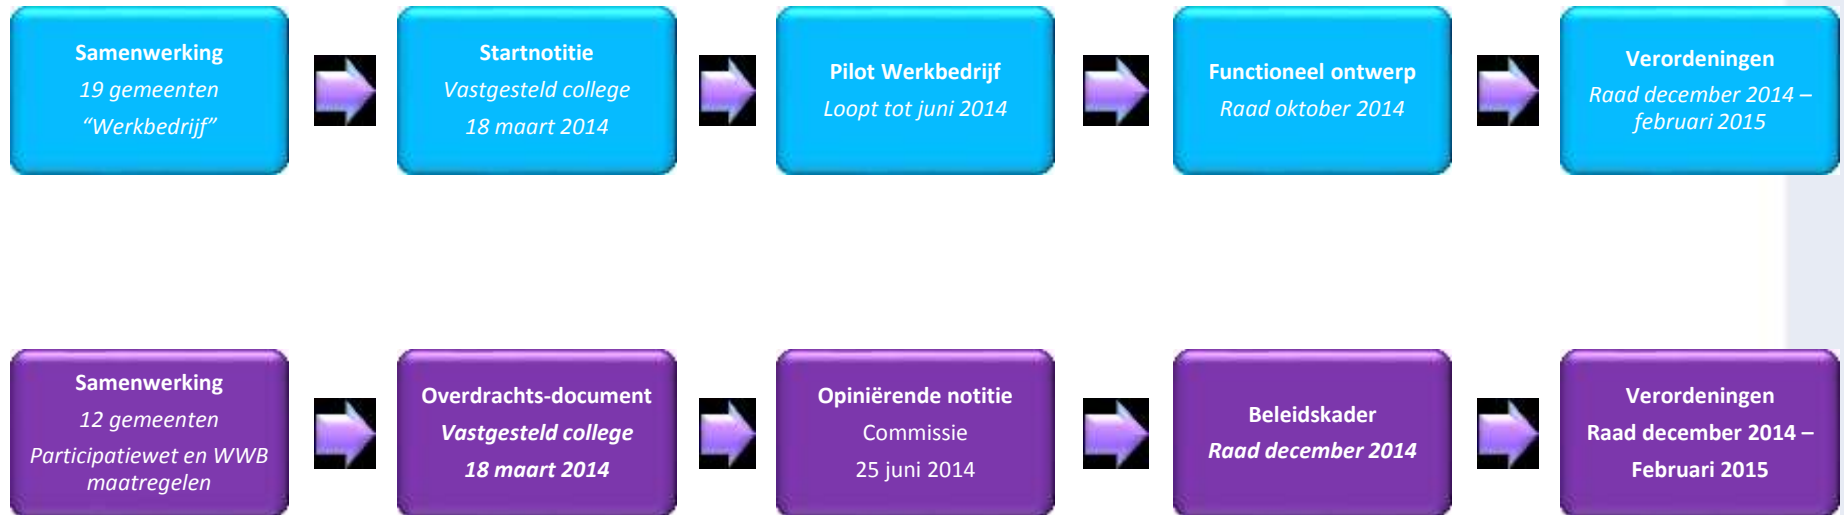 Samenwerking
19 gemeenten
“Werkbedrijf”
Startnotitie
Vastgesteld college
18 maart 2014
Pilot Werkbedrijf
Loopt tot juni 2014
Functioneel ontwerp
Raad oktober 2014
Verordeningen
Raad december 2014 –
februari 2015
Samenwerking
12 gemeenten
Participatiewet en WWB
maatregelen
Overdrachts-document
Vastgesteld college
18 maart 2014
Opiniërende notitie
Commissie
25 juni 2014
Beleidskader
Raad december 2014
Verordeningen
Raad december 2014 –
Februari 2015